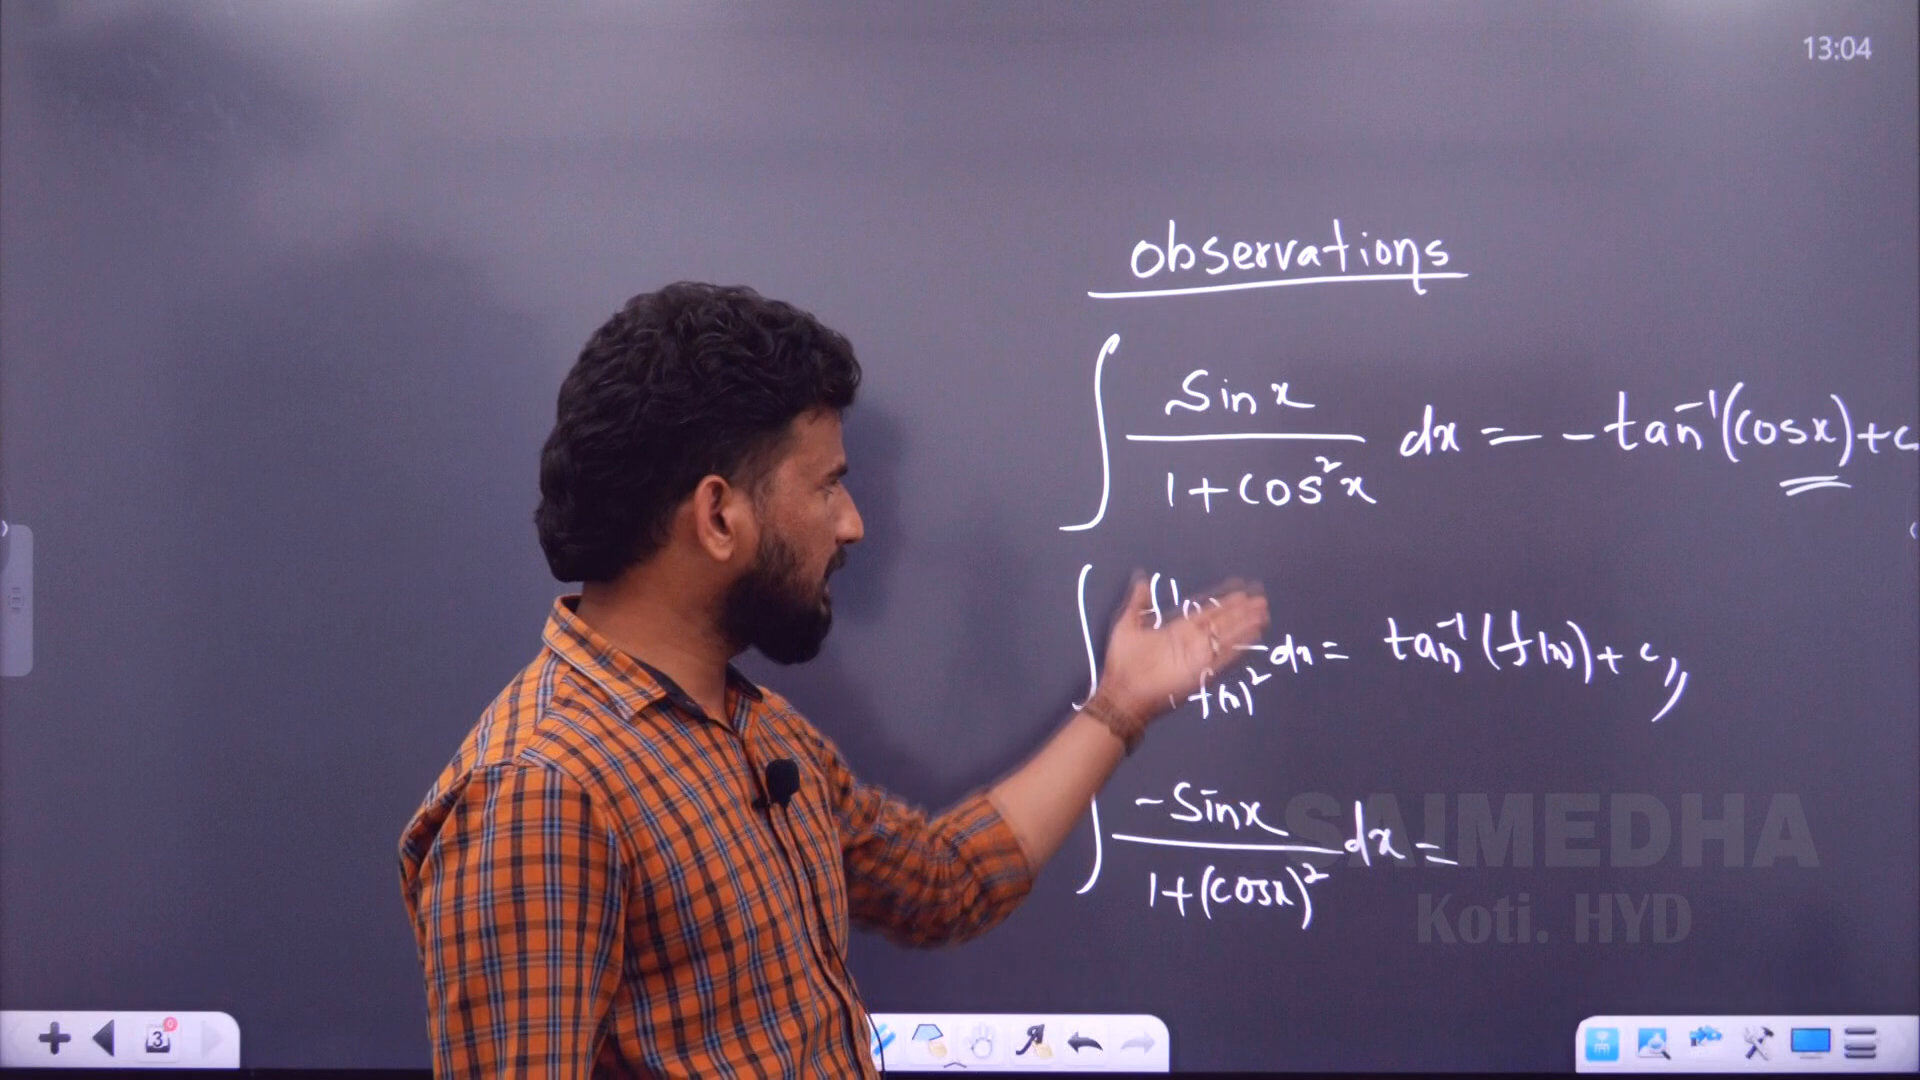 13:04
observations
∫ Sin x / 1+cos²x dx = -tan⁻¹(cosx)+c
∫ f'(x) / f(x)² dx = tan⁻¹(f(x))+c
∫ -Sinx / 1+(cosx)² dx =
SAIMEDHA
Koti. HYD
3